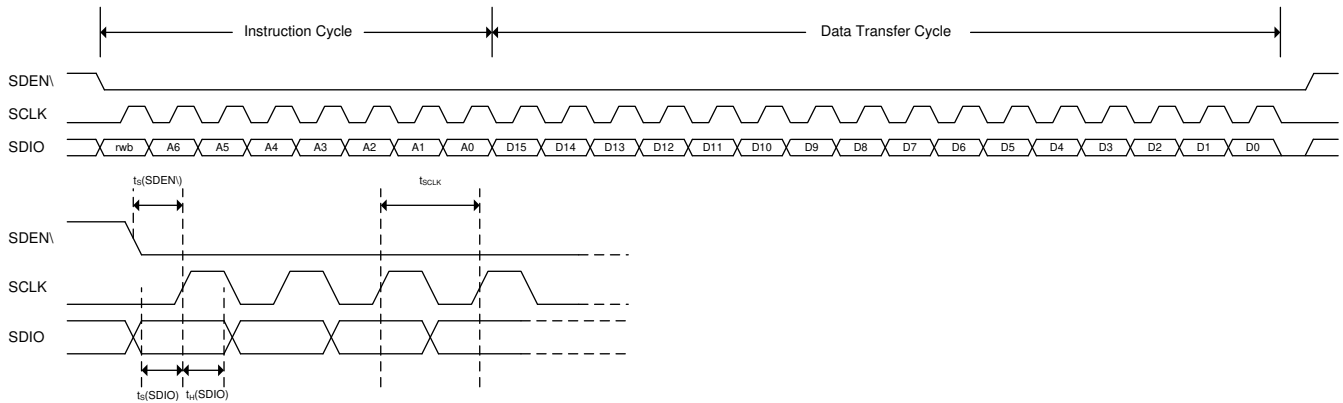 Instruction Cycle Data Transfer Cycle
SDEN\
SCLK
SDIO rwb A6 A5 A4 A3 A2 A1 A0 D15 D14 D13 D12 D11 D10 D9 D8 D7 D6 D5 D4 D3 D2 D1 D0
tS(SDEN\) tSCLK
SDEN\
SCLK
SDIO
tS(SDIO) tH(SDIO)